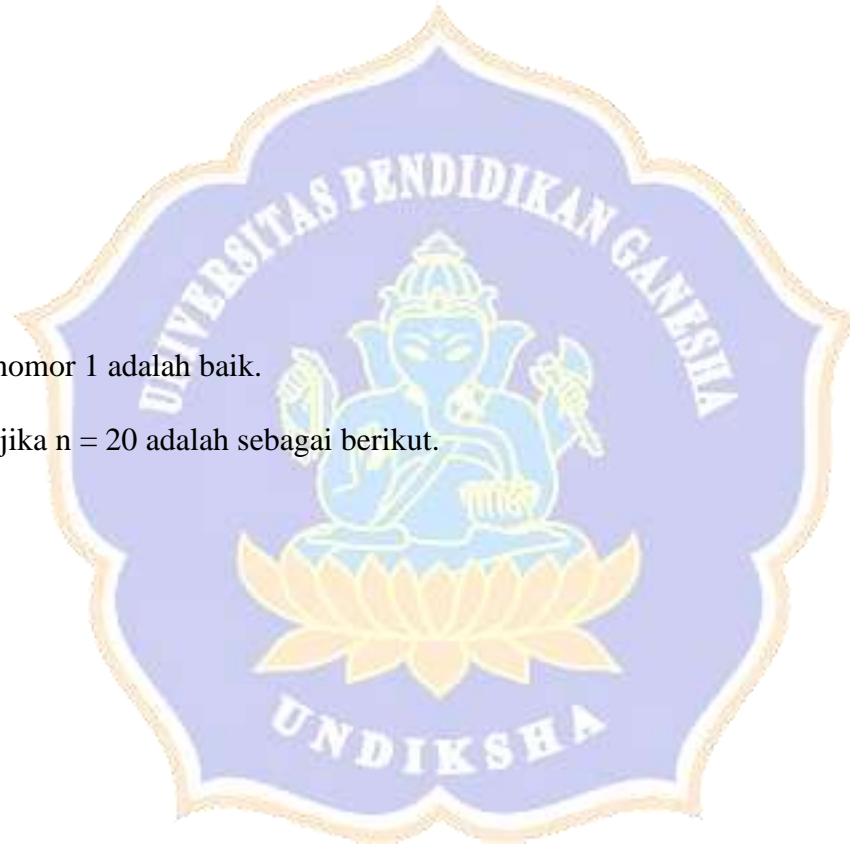 UNIVERSITAS PENDIDIKAN GANESHA
nomor 1 adalah baik.
jika n = 20 adalah sebagai berikut.
UNDIKSHA